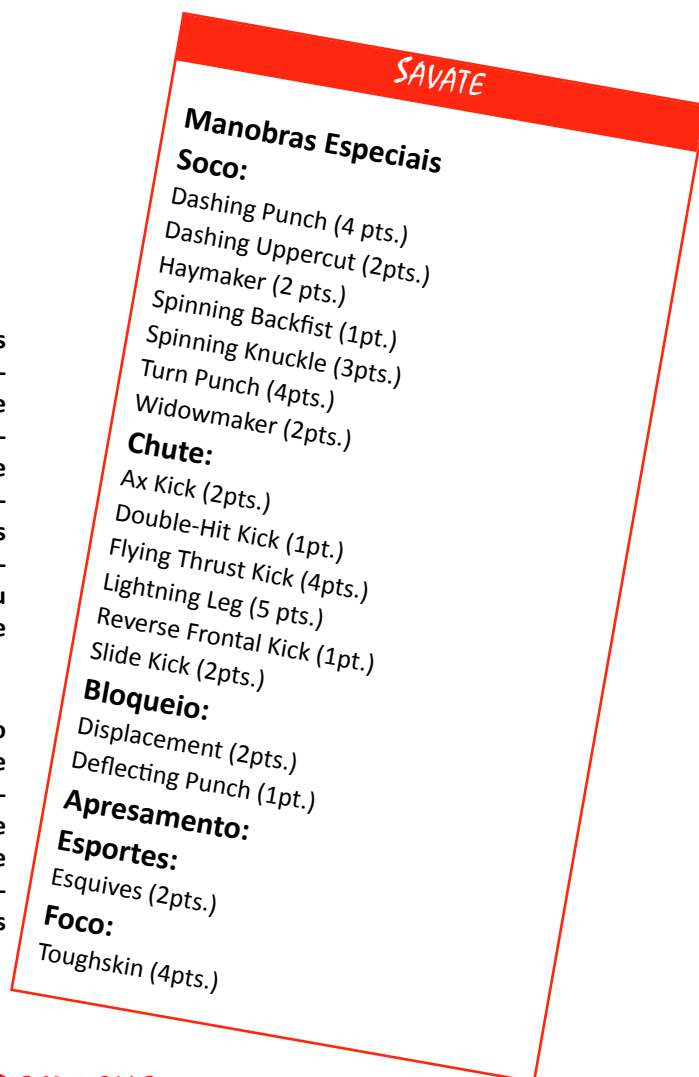 SAVATE
Manobras Especiais
Soco:
Dashing Punch (4 pts.)
Dashing Uppercut (2pts.)
Haymaker (2 pts.)
Spinning Backfist (1pt.)
Spinning Knuckle (3pts.)
Turn Punch (4pts.)
Widowmaker (2pts.)
Chute:
Ax Kick (2pts.)
Double-Hit Kick (1pt.)
Flying Thrust Kick (4pts.)
Lightning Leg (5 pts.)
Reverse Frontal Kick (1pt.)
Slide Kick (2pts.)
Bloqueio:
Displacement (2pts.)
Deflecting Punch (1pt.)
Apresamento:
Esportes:
Esquives (2pts.)
Foco:
Toughskin (4pts.)